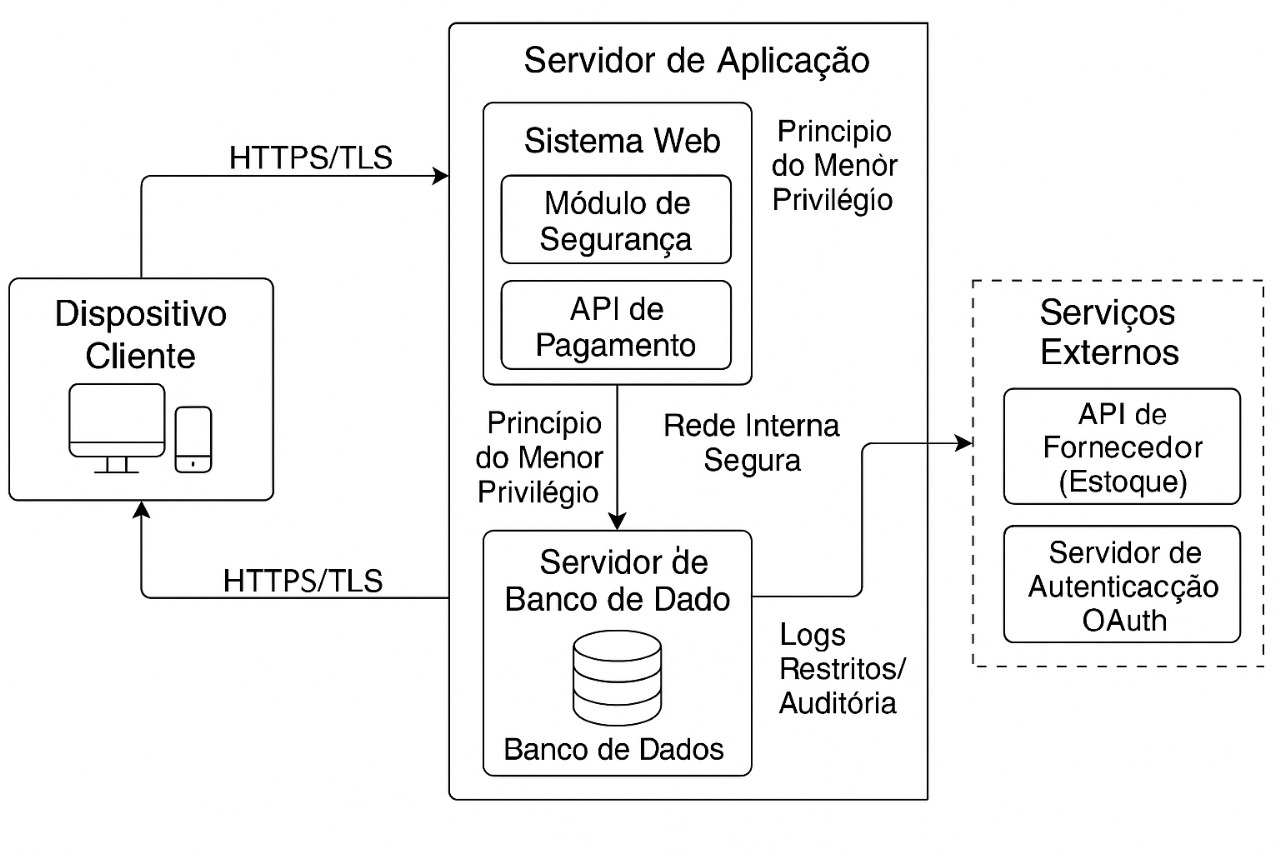 Servidor de Aplicação
Sistema Web
Módulo de
Segurança
API de
Pagamento
Principio
do Menòr
Privilégío
HTTPS/TLS
Dispositivo
Cliente
HTTPS/TLS
Princípio
do Menor
Privilégio
Rede Interna
Segura
Servidor de
Banco de Dado
Banco de Dados
Logs
Restritos/
Auditória
Serviços
Externos
API de
Fornecedor
(Estoque)
Servidor de
Autenticacção
OAuth